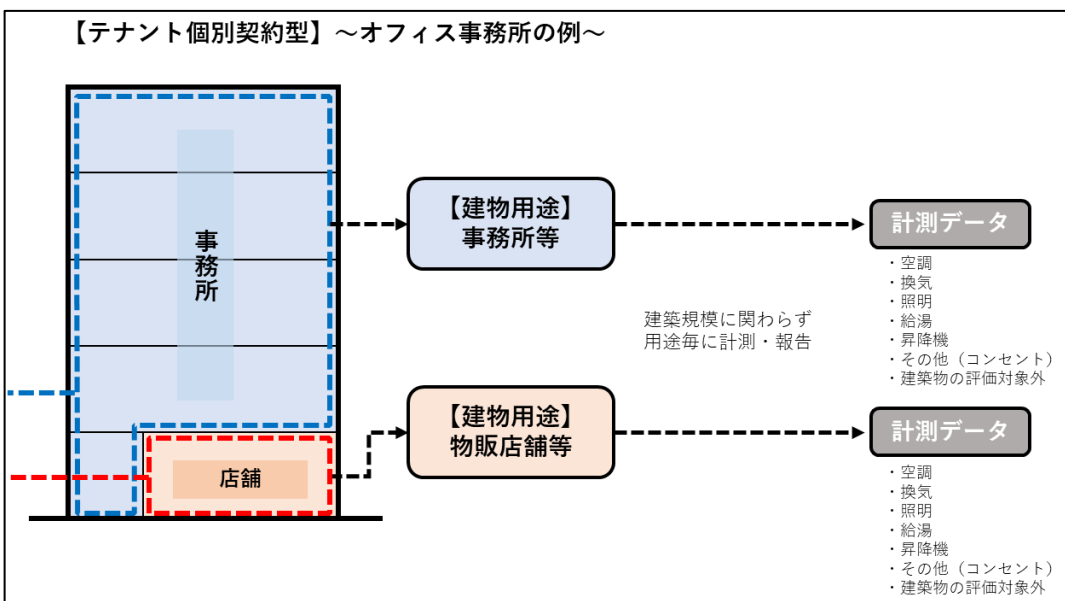 【テナント個別契約型】～オフィス事務所の例～
事務所
【建物用途】
事務所等
計測データ
・空調
・換気
・照明
・給湯
・昇降機
・その他（コンセント）
・建築物の評価対象外
建築規模に関わらず
用途毎に計測・報告
店舗
【建物用途】
物販店舗等
計測データ
・空調
・換気
・照明
・給湯
・昇降機
・その他（コンセント）
・建築物の評価対象外